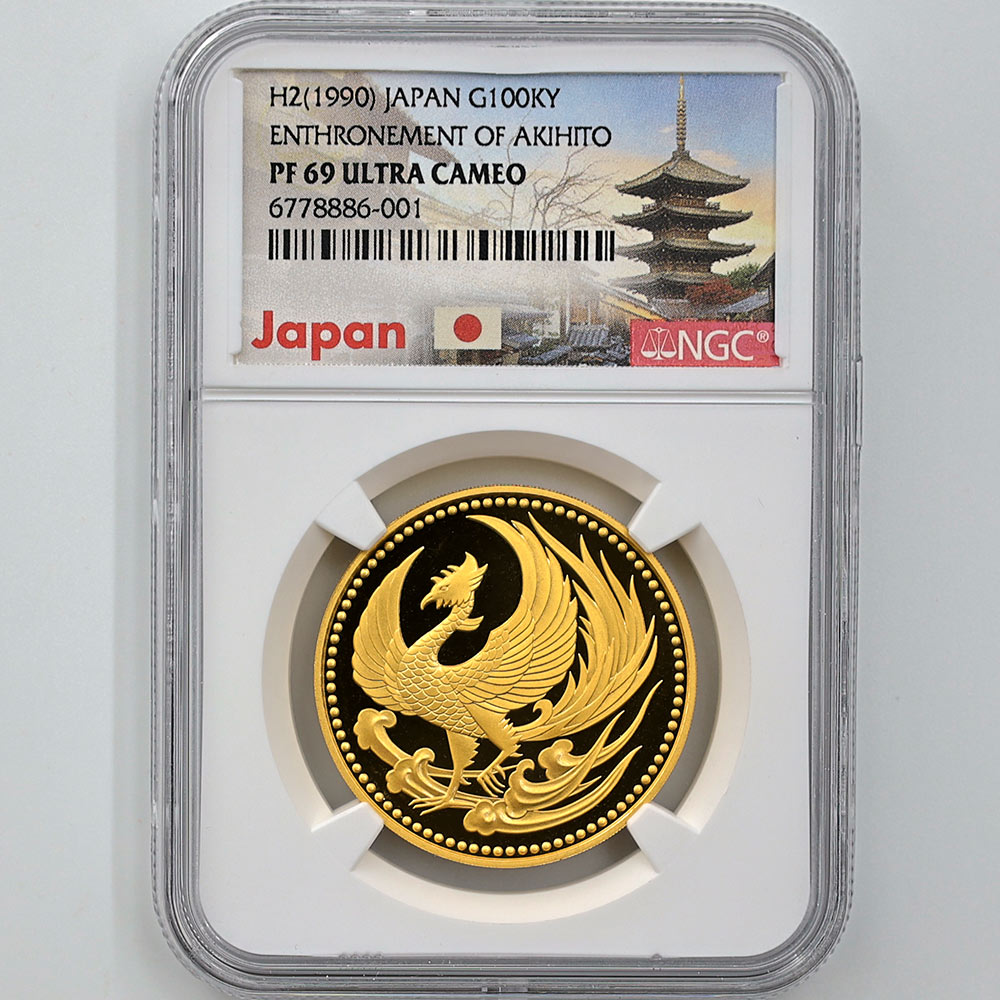 H2(1990) JAPAN G100KY
ENTHRONEMENT OF AKIHITO
PF 69 ULTRA CAMEO
6778886-001
Japan
NGC®